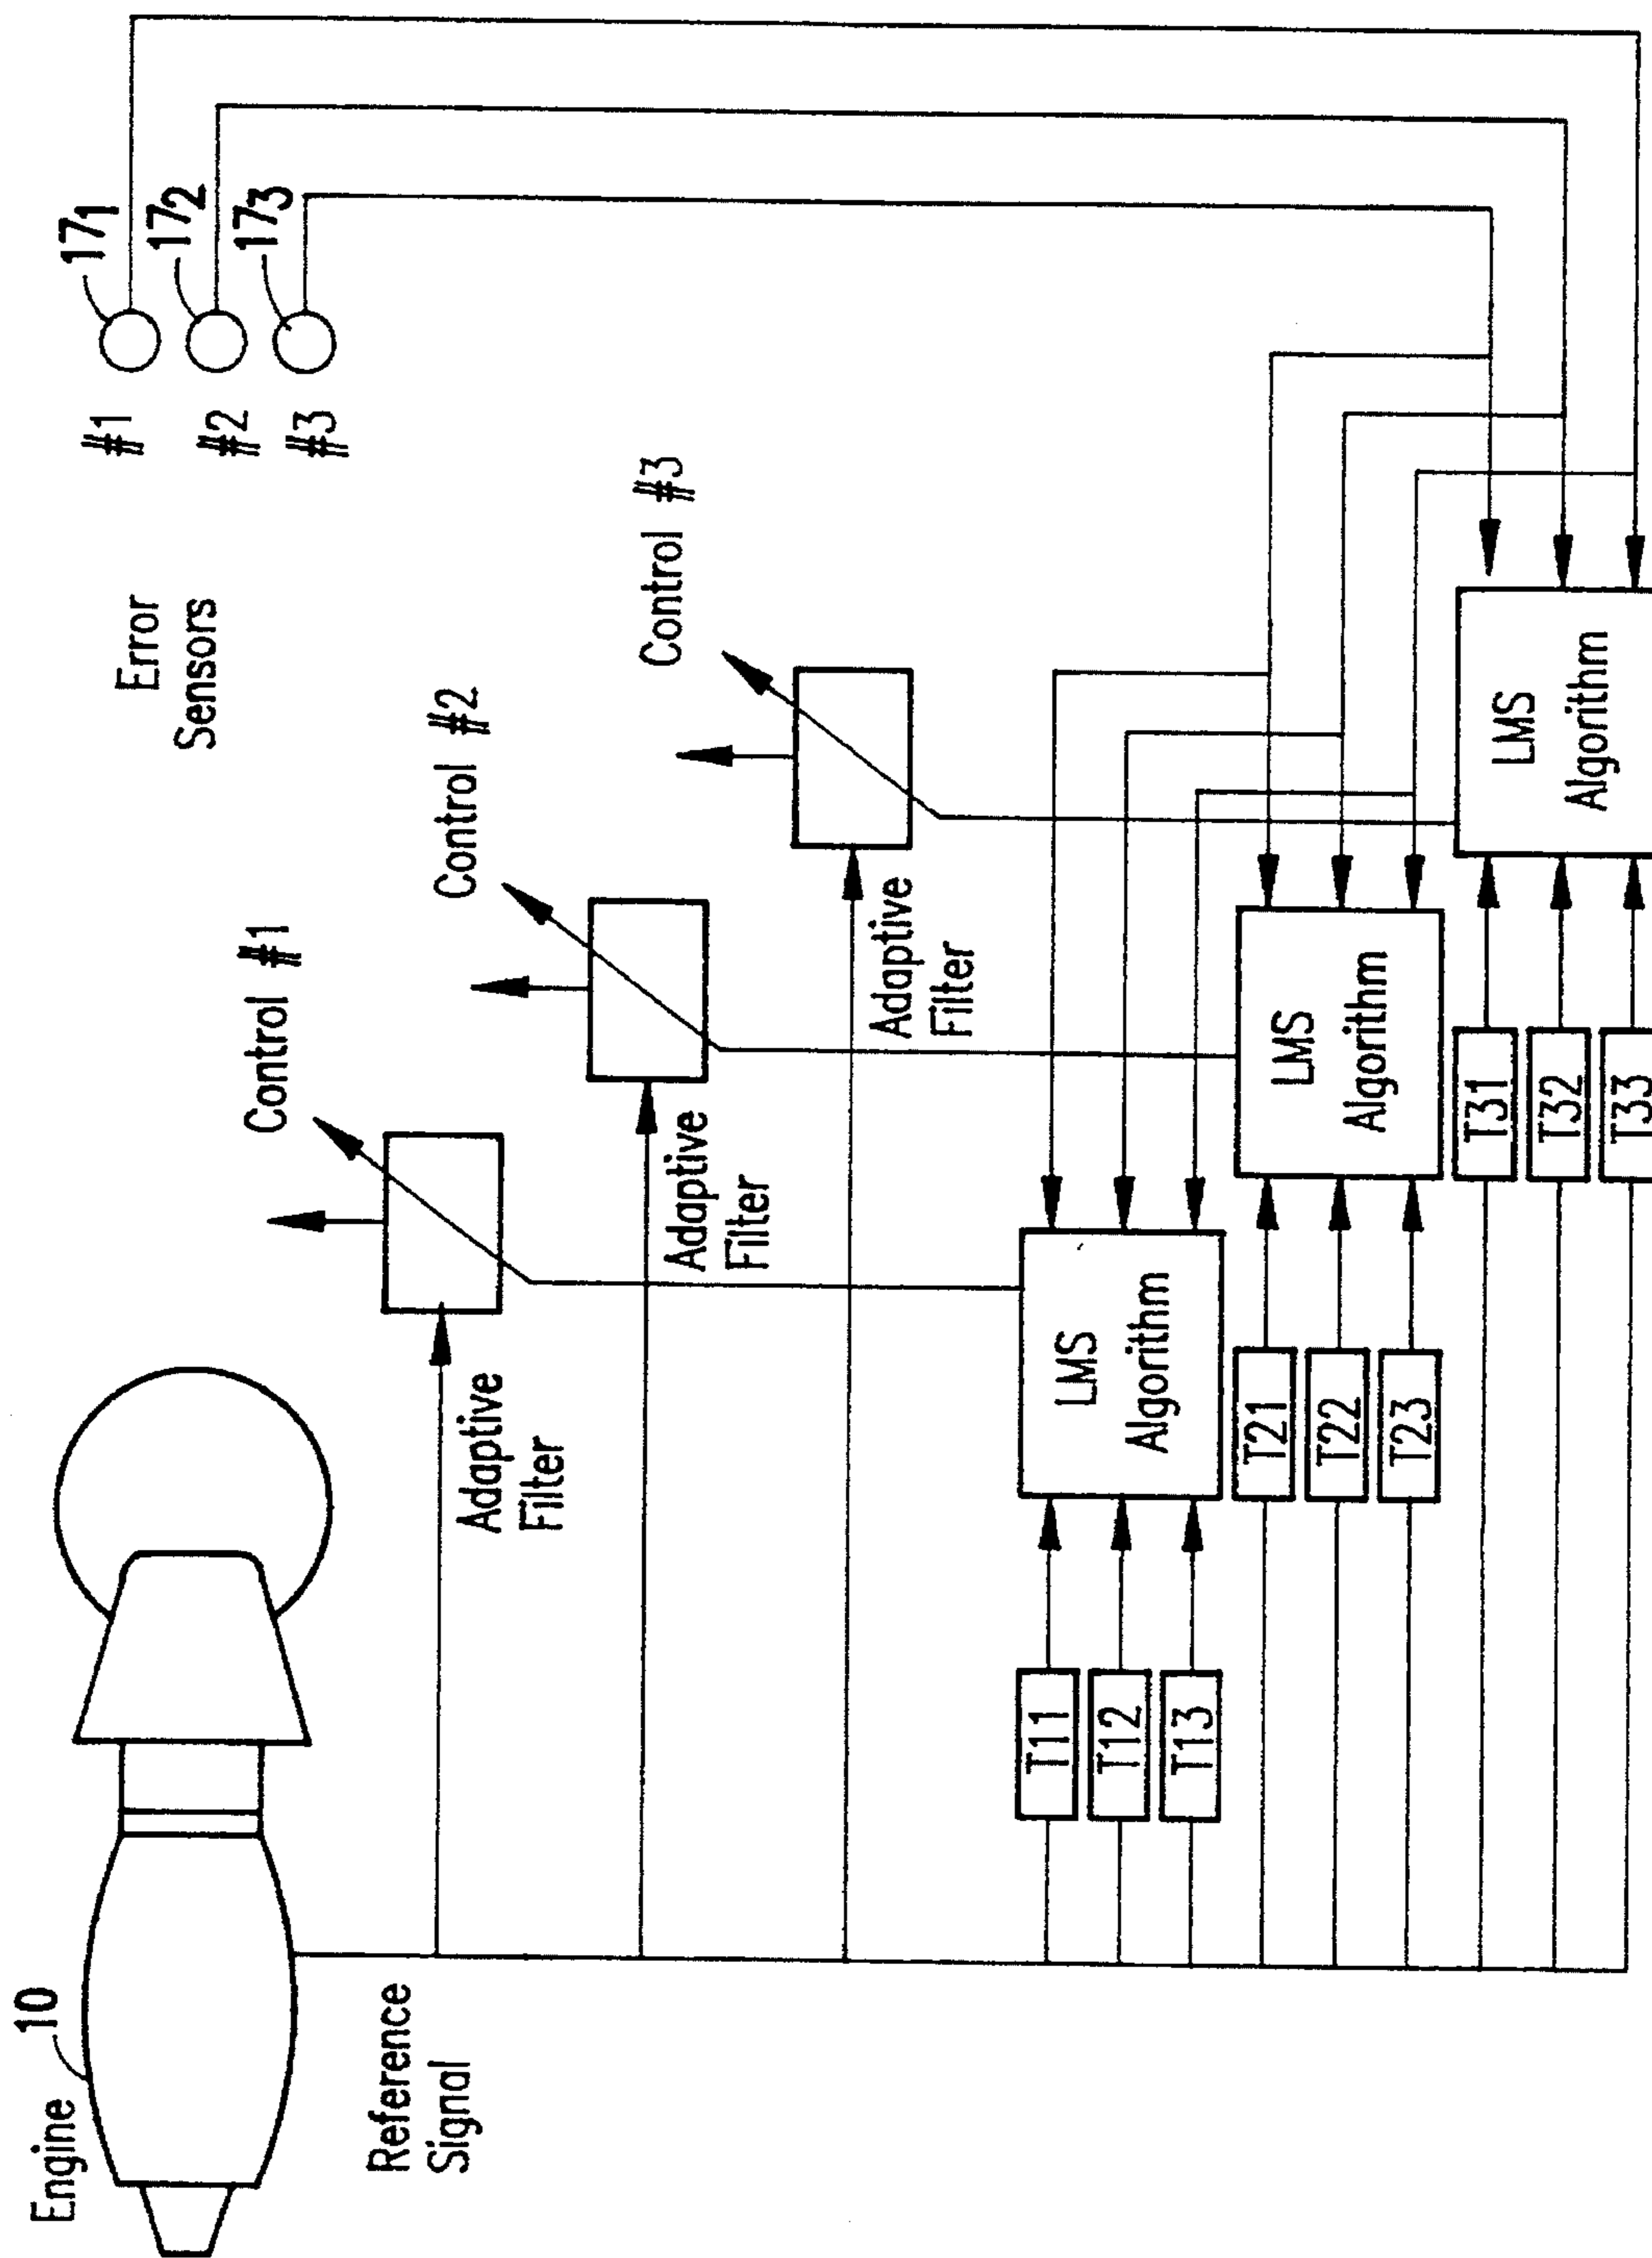 Engine 10
Reference
Signal
Error
Sensors
#1 17₁
#2 17₂
#3 17₃
Control #1
Adaptive
Filter
Control #2
Adaptive
Filter
Control #3
Adaptive
Filter
T11
T12
T13
LMS
Algorithm
T21
T22
T23
LMS
Algorithm
T31
T32
T33
LMS
Algorithm